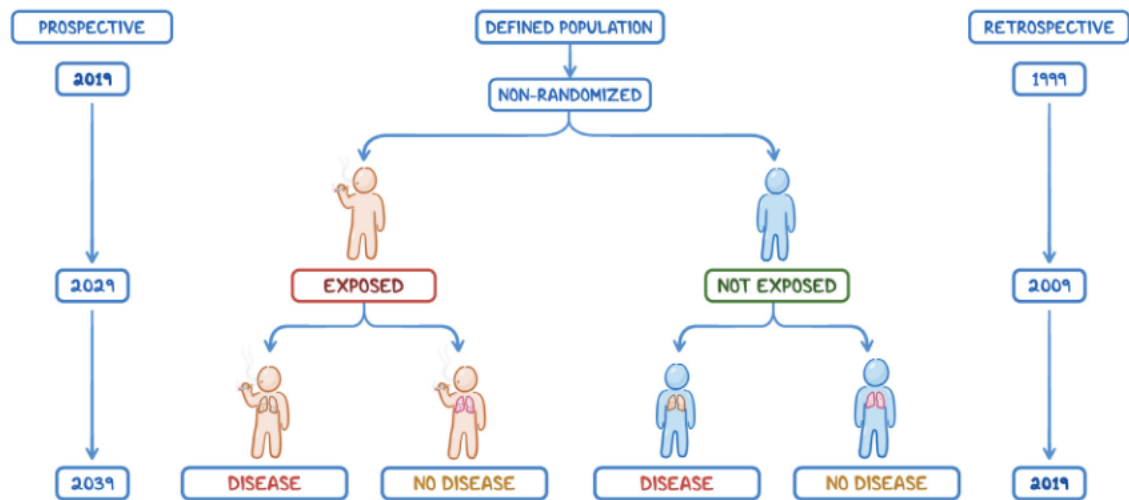 PROSPECTIVE
DEFINED POPULATION
RETROSPECTIVE
2019
1999
NON-RANDOMIZED
2029
EXPOSED
NOT EXPOSED
2009
2039
DISEASE
NO DISEASE
DISEASE
NO DISEASE
2019